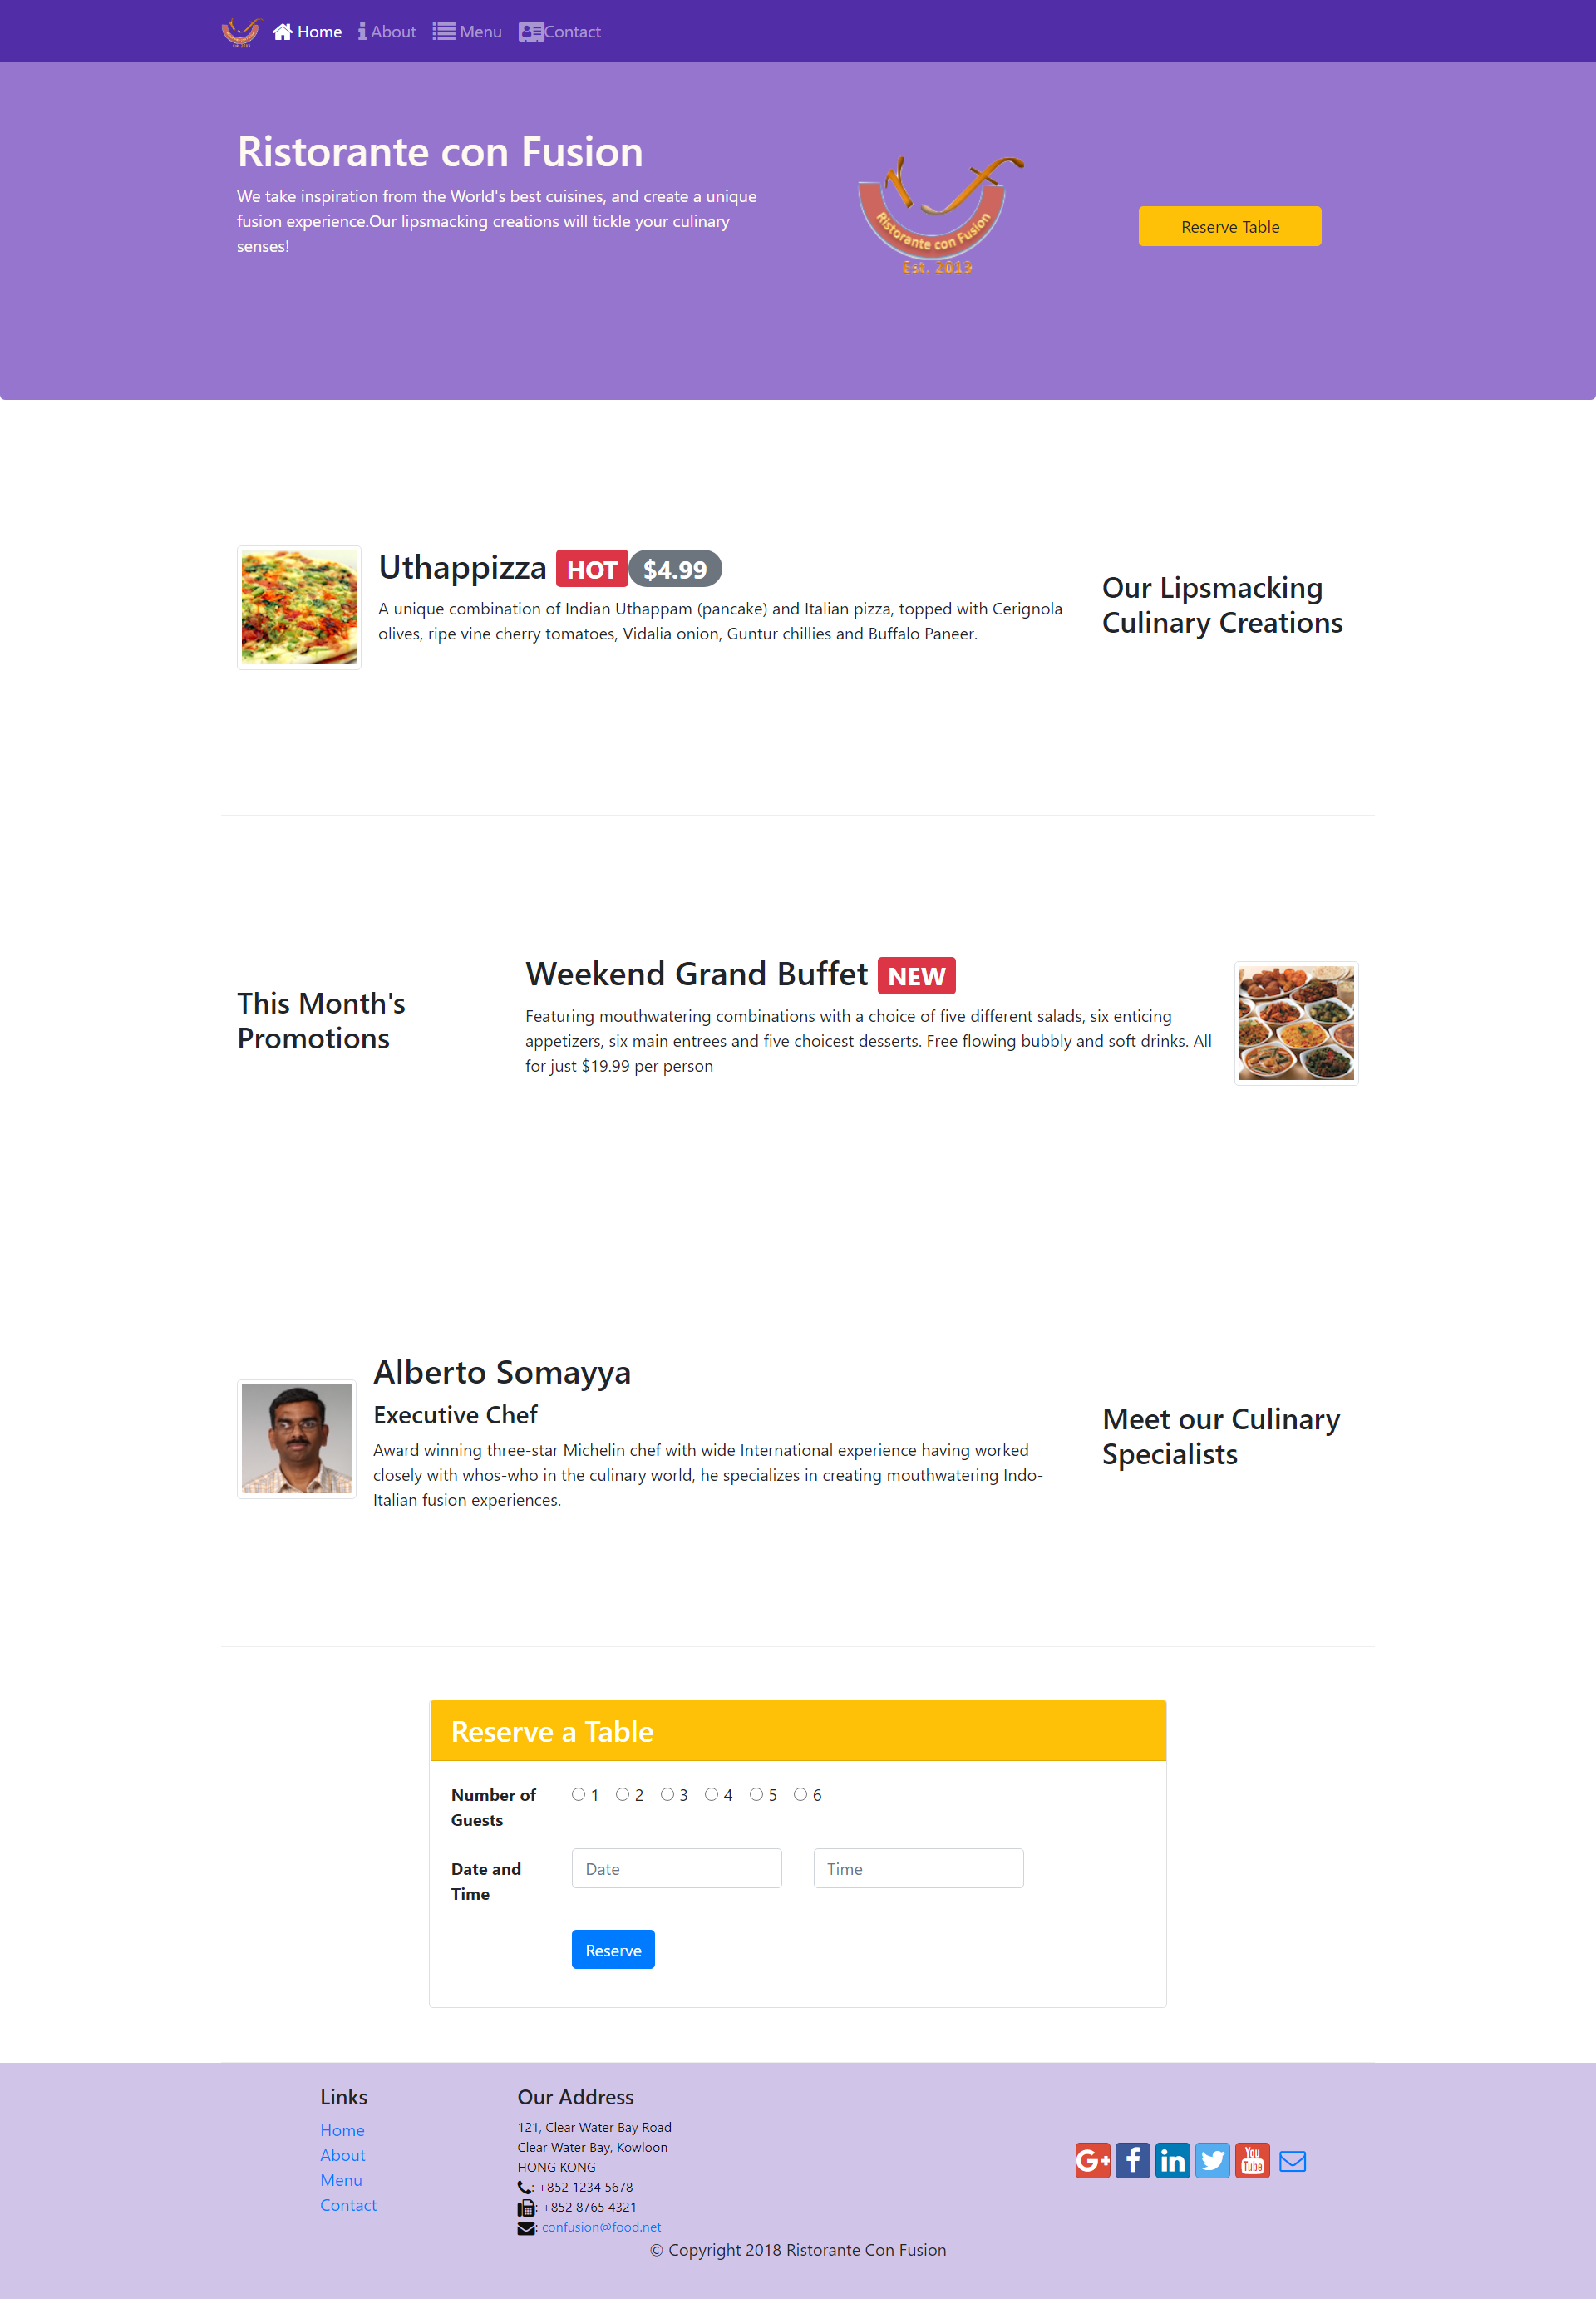 Home
About
Menu
Contact
Ristorante con Fusion
We take inspiration from the World's best cuisines, and create a unique
fusion experience.Our lipsmacking creations will tickle your culinary
senses!
Ristorante con Fusion
Est. 2019
Reserve Table
Uthappizza HOT $4.99
A unique combination of Indian Uthappam (pancake) and Italian pizza, topped with Cerignola
olives, ripe vine cherry tomatoes, Vidalia onion, Guntur chillies and Buffalo Paneer.
Our Lipsmacking
Culinary Creations
This Month's
Promotions
Weekend Grand Buffet NEW
Featuring mouthwatering combinations with a choice of five different salads, six enticing
appetizers, six main entrees and five choicest desserts. Free flowing bubbly and soft drinks. All
for just $19.99 per person
Alberto Somayya
Executive Chef
Award winning three-star Michelin chef with wide International experience having worked
closely with whos-who in the culinary world, he specializes in creating mouthwatering Indo-
Italian fusion experiences.
Meet our Culinary
Specialists
Reserve a Table
Number of
Guests
1 2 3 4 5 6
Date and
Time
Date
Time
Reserve
Links
Home
About
Menu
Contact
Our Address
121, Clear Water Bay Road
Clear Water Bay, Kowloon
HONG KONG
: +852 1234 5678
: +852 8765 4321
: confusion@food.net
G+ f in You Tube
© Copyright 2018 Ristorante Con Fusion